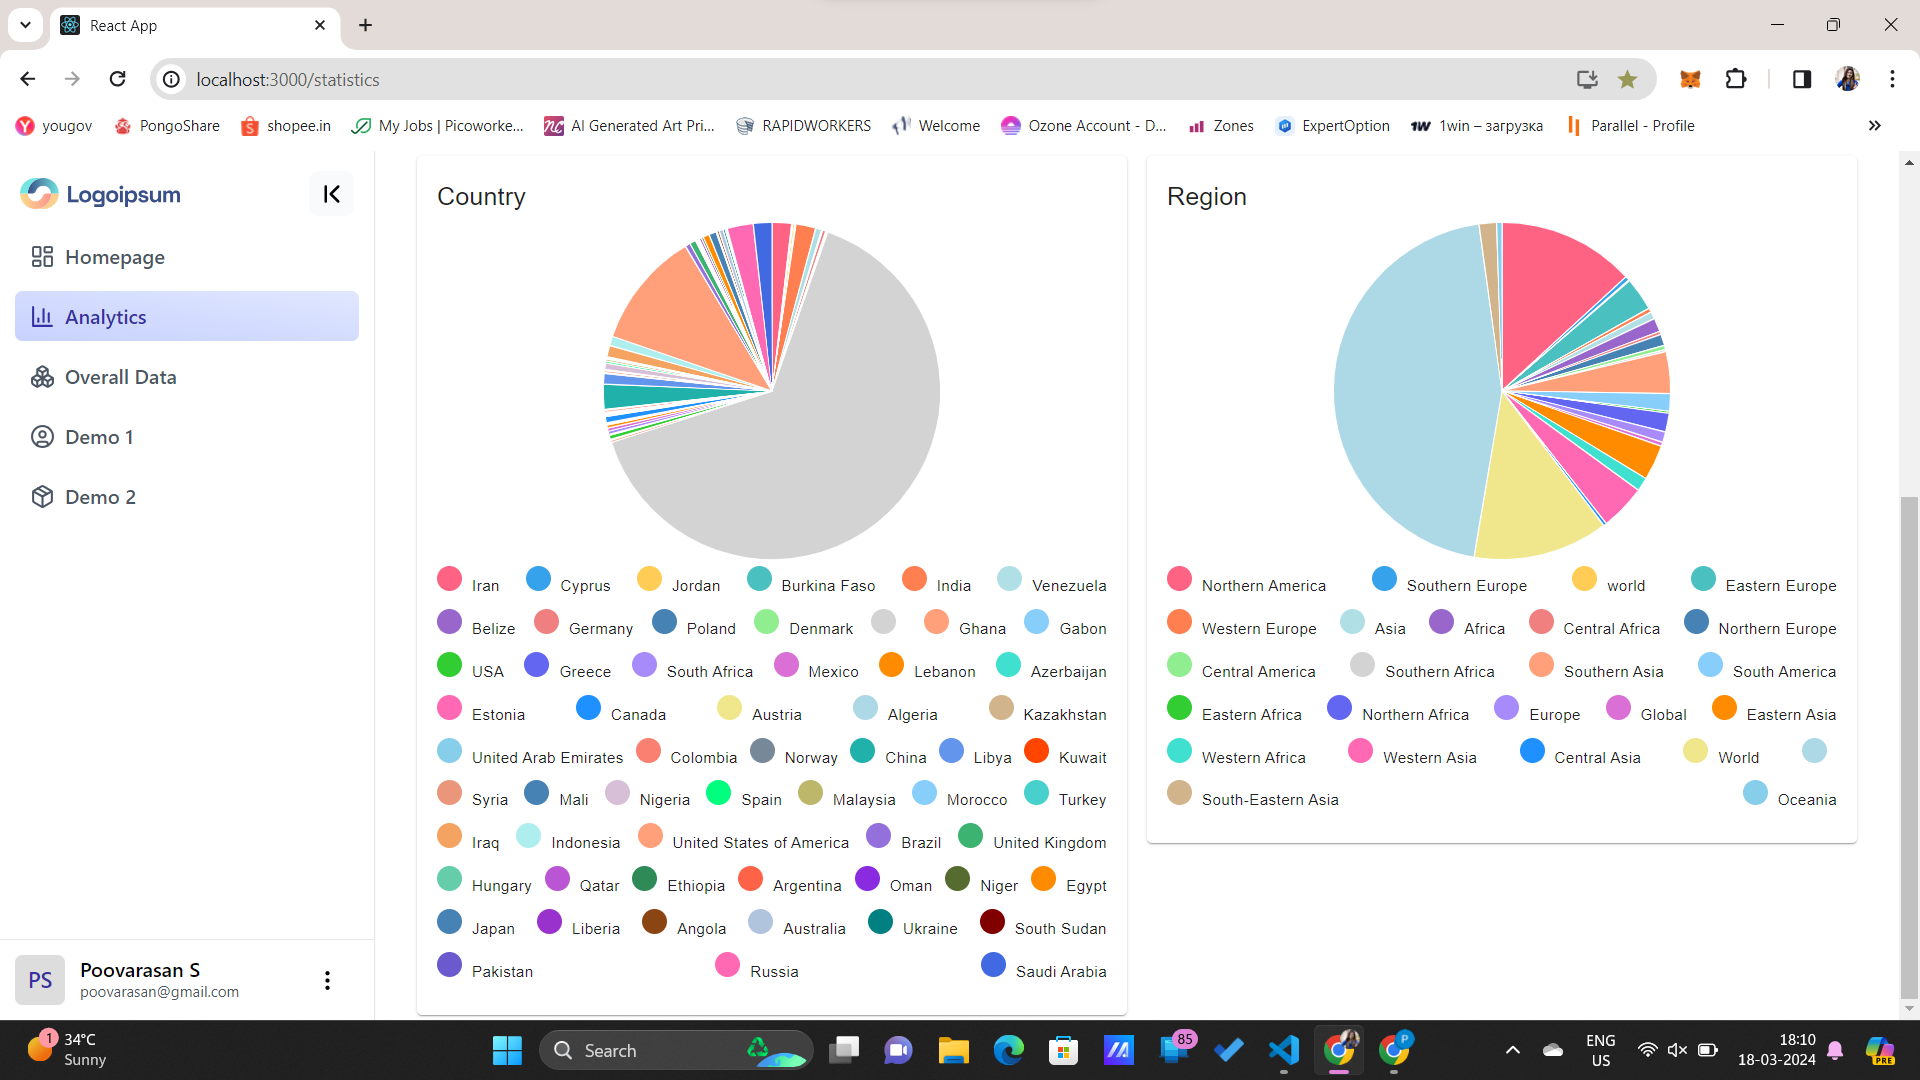 React App
localhost:3000/statistics
yougov PongoShare shopee.in My Jobs | Picoworke... AI Generated Art Pri... RAPIDWORKERS Welcome Ozone Account - D... Zones ExpertOption 1win – загрузка Parallel - Profile
Logoipsum
Homepage
Analytics
Overall Data
Demo 1
Demo 2
PS
Poovarasan S
poovarasan@gmail.com
Country
Iran Cyprus Jordan Burkina Faso India Venezuela
Belize Germany Poland Denmark Ghana Gabon
USA Greece South Africa Mexico Lebanon Azerbaijan
Estonia Canada Austria Algeria Kazakhstan
United Arab Emirates Colombia Norway China Libya Kuwait
Syria Mali Nigeria Spain Malaysia Morocco Turkey
Iraq Indonesia United States of America Brazil United Kingdom
Hungary Qatar Ethiopia Argentina Oman Niger Egypt
Japan Liberia Angola Australia Ukraine South Sudan
Pakistan Russia Saudi Arabia
Region
Northern America Southern Europe world Eastern Europe
Western Europe Asia Africa Central Africa Northern Europe
Central America Southern Africa Southern Asia South America
Eastern Africa Northern Africa Europe Global Eastern Asia
Western Africa Western Asia Central Asia World
South-Eastern Asia Oceania
1
34°C
Sunny
Search
85
P
ENG
US
18:10
18-03-2024
PRE